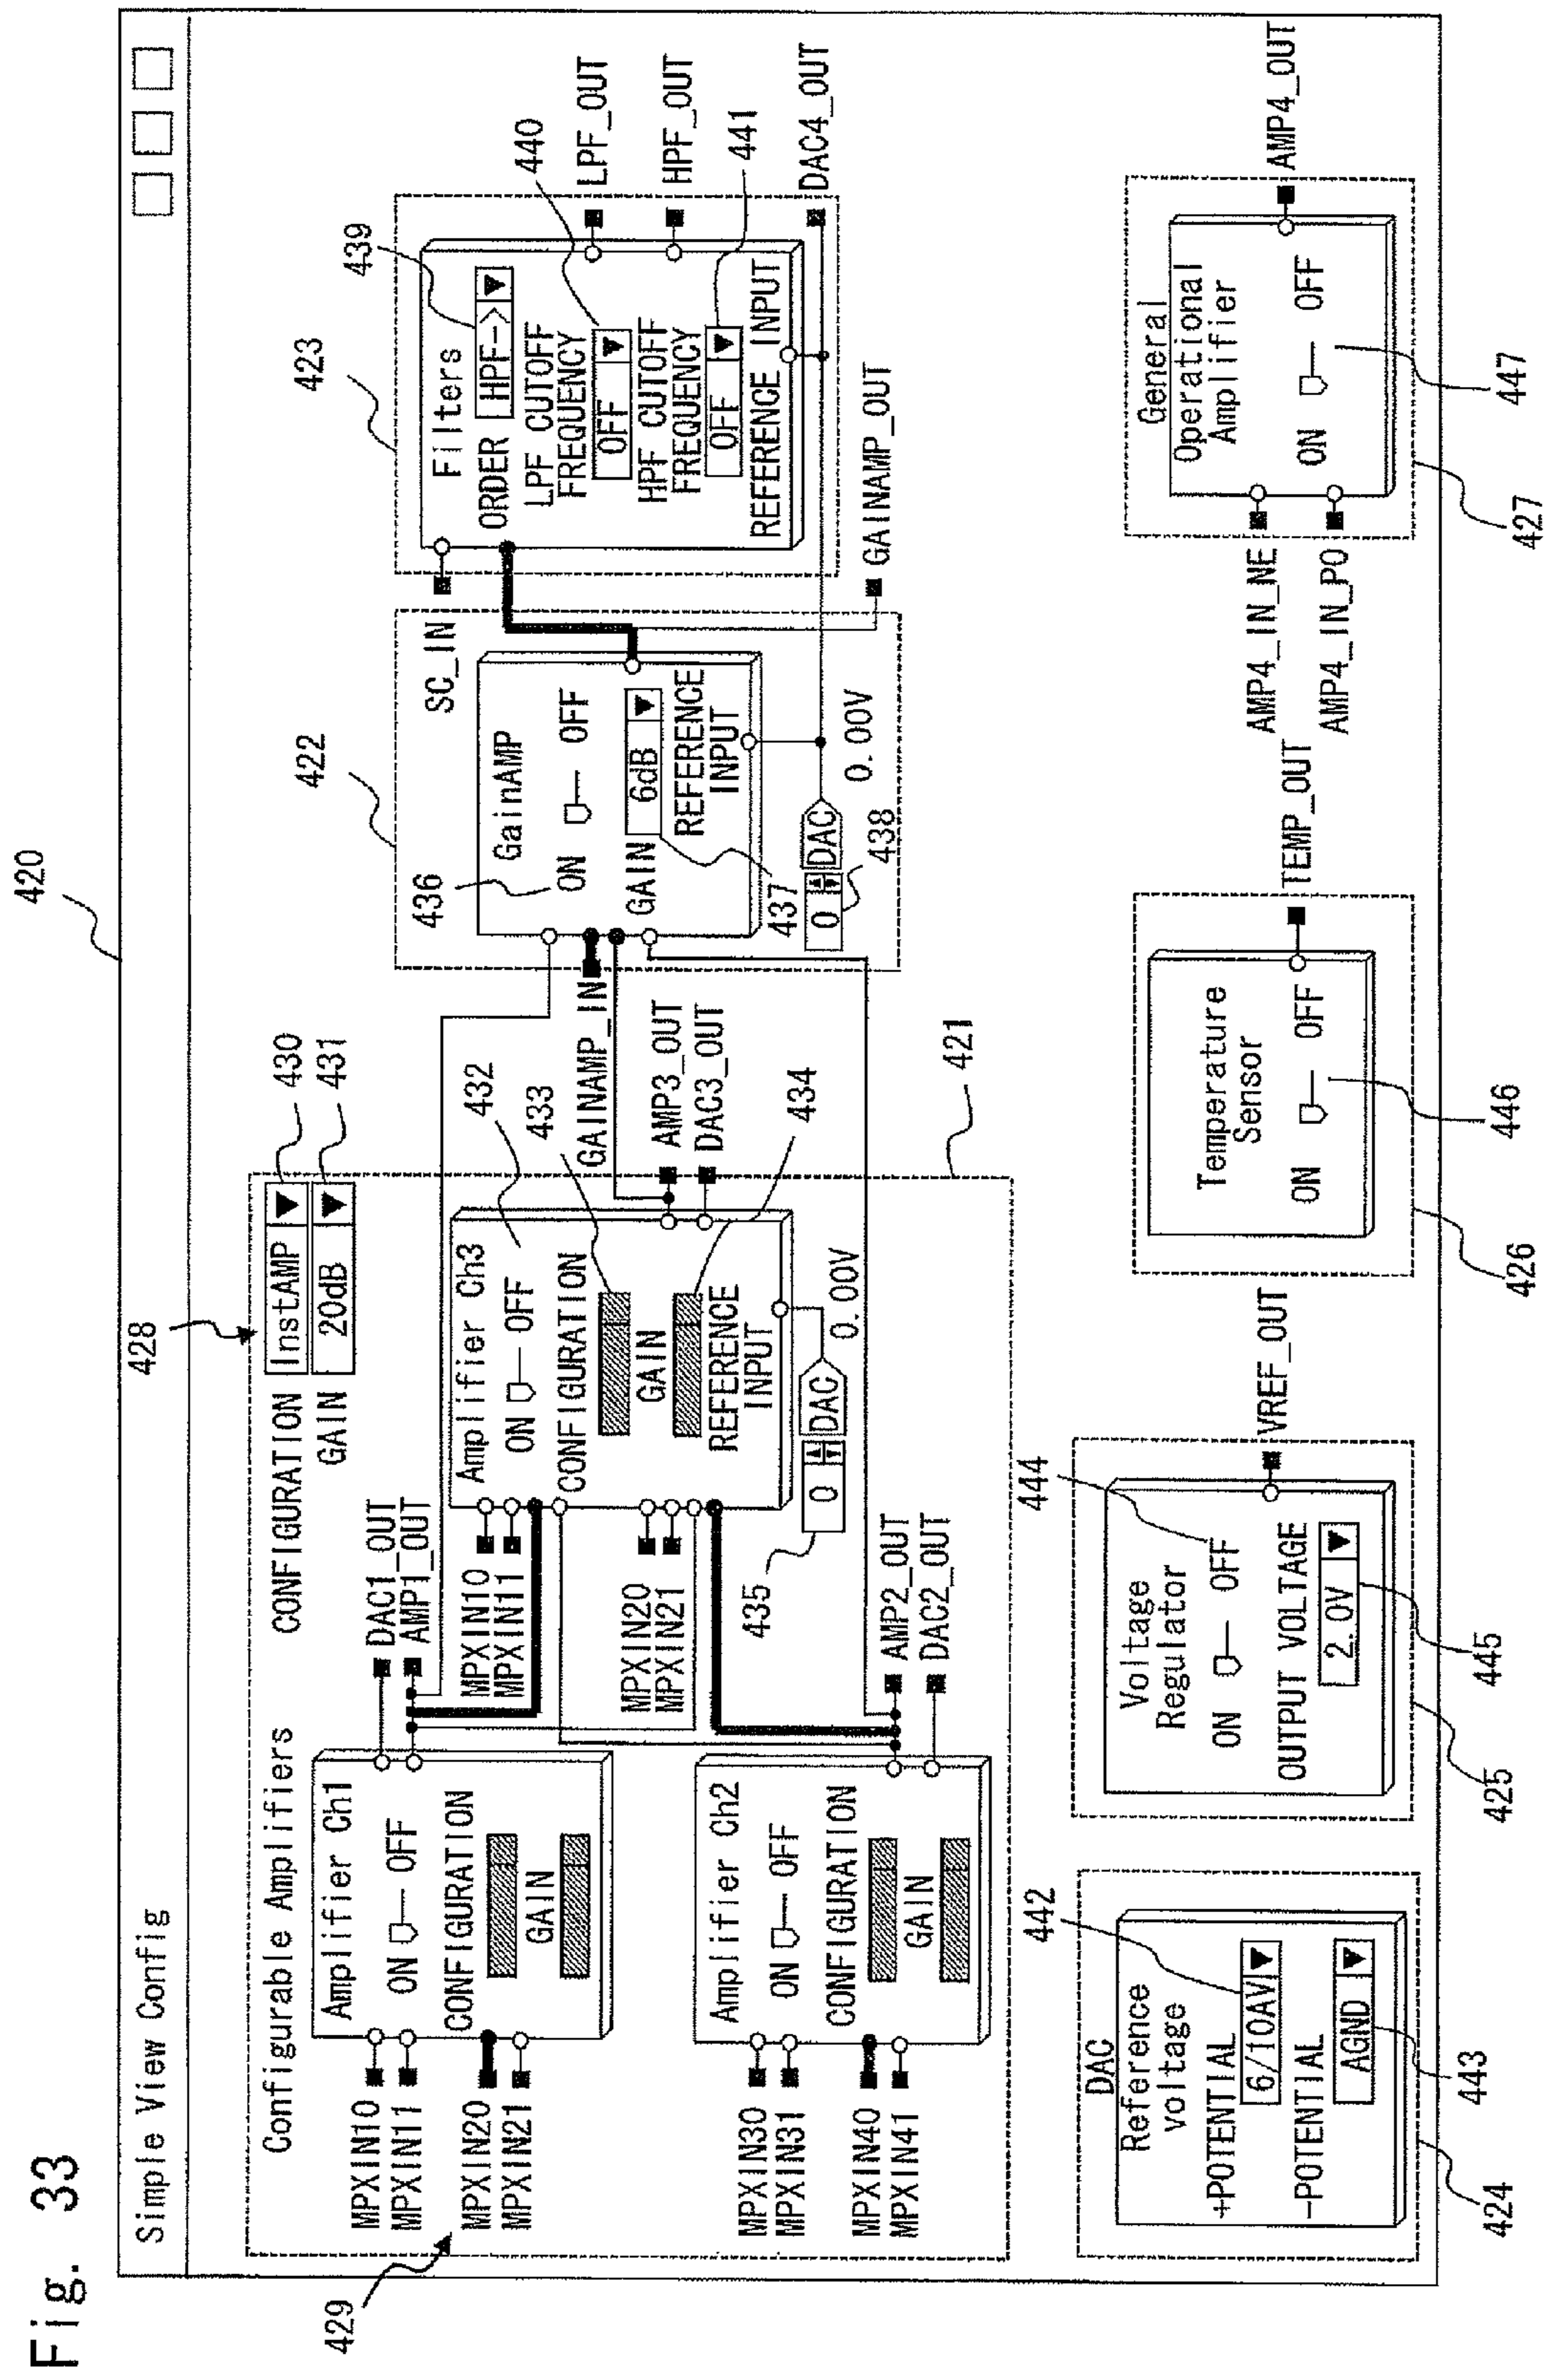 Fig. 33
420
Simple View Config
428
Configurable Amplifiers
CONFIGURATION InstAMP ▼
GAIN 20dB ▼
430
431
429
MPXIN10
MPXIN11
MPXIN20
MPXIN21
Amplifier Ch1
ON OFF
CONFIGURATION
GAIN
DAC1_OUT
AMP1_OUT
MPXIN30
MPXIN31
MPXIN40
MPXIN41
Amplifier Ch2
ON OFF
CONFIGURATION
GAIN
AMP2_OUT
DAC2_OUT
MPXIN10
MPXIN11
MPXIN20
MPXIN21
Amplifier Ch3
ON OFF
CONFIGURATION
GAIN
REFERENCE
INPUT
432
433
434
435
0 DAC
0.00V
AMP3_OUT
DAC3_OUT
421
422
GAINAMP_IN
GainAMP
436
ON OFF
GAIN 6dB ▼
REFERENCE
INPUT
437
0 DAC
438
0.00V
GAINAMP_OUT
423
SC_IN
Filters
439
ORDER HPF-> ▼
LPF CUTOFF
FREQUENCY
440
OFF ▼
HPF CUTOFF
FREQUENCY
441
OFF ▼
REFERENCE INPUT
LPF_OUT
HPF_OUT
DAC4_OUT
DAC
Reference
voltage
442
+POTENTIAL
6/10AV ▼
-POTENTIAL
AGND ▼
443
424
Voltage
Regulator
444
ON OFF
OUTPUT VOLTAGE
2.0V ▼
445
425
VREF_OUT
Temperature
Sensor
ON OFF
446
426
TEMP_OUT
AMP4_IN_NE
AMP4_IN_PO
General
Operational
Amplifier
ON OFF
447
427
AMP4_OUT